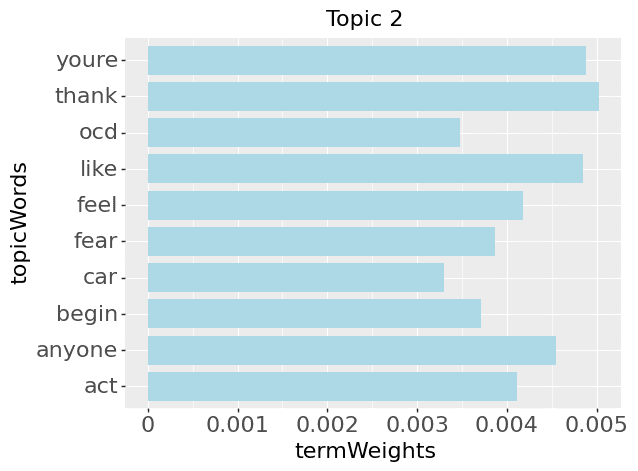 Topic 2
topicWords
youre
thank
ocd
like
feel
fear
car
begin
anyone
act
0 0.001 0.002 0.003 0.004 0.005
termWeights